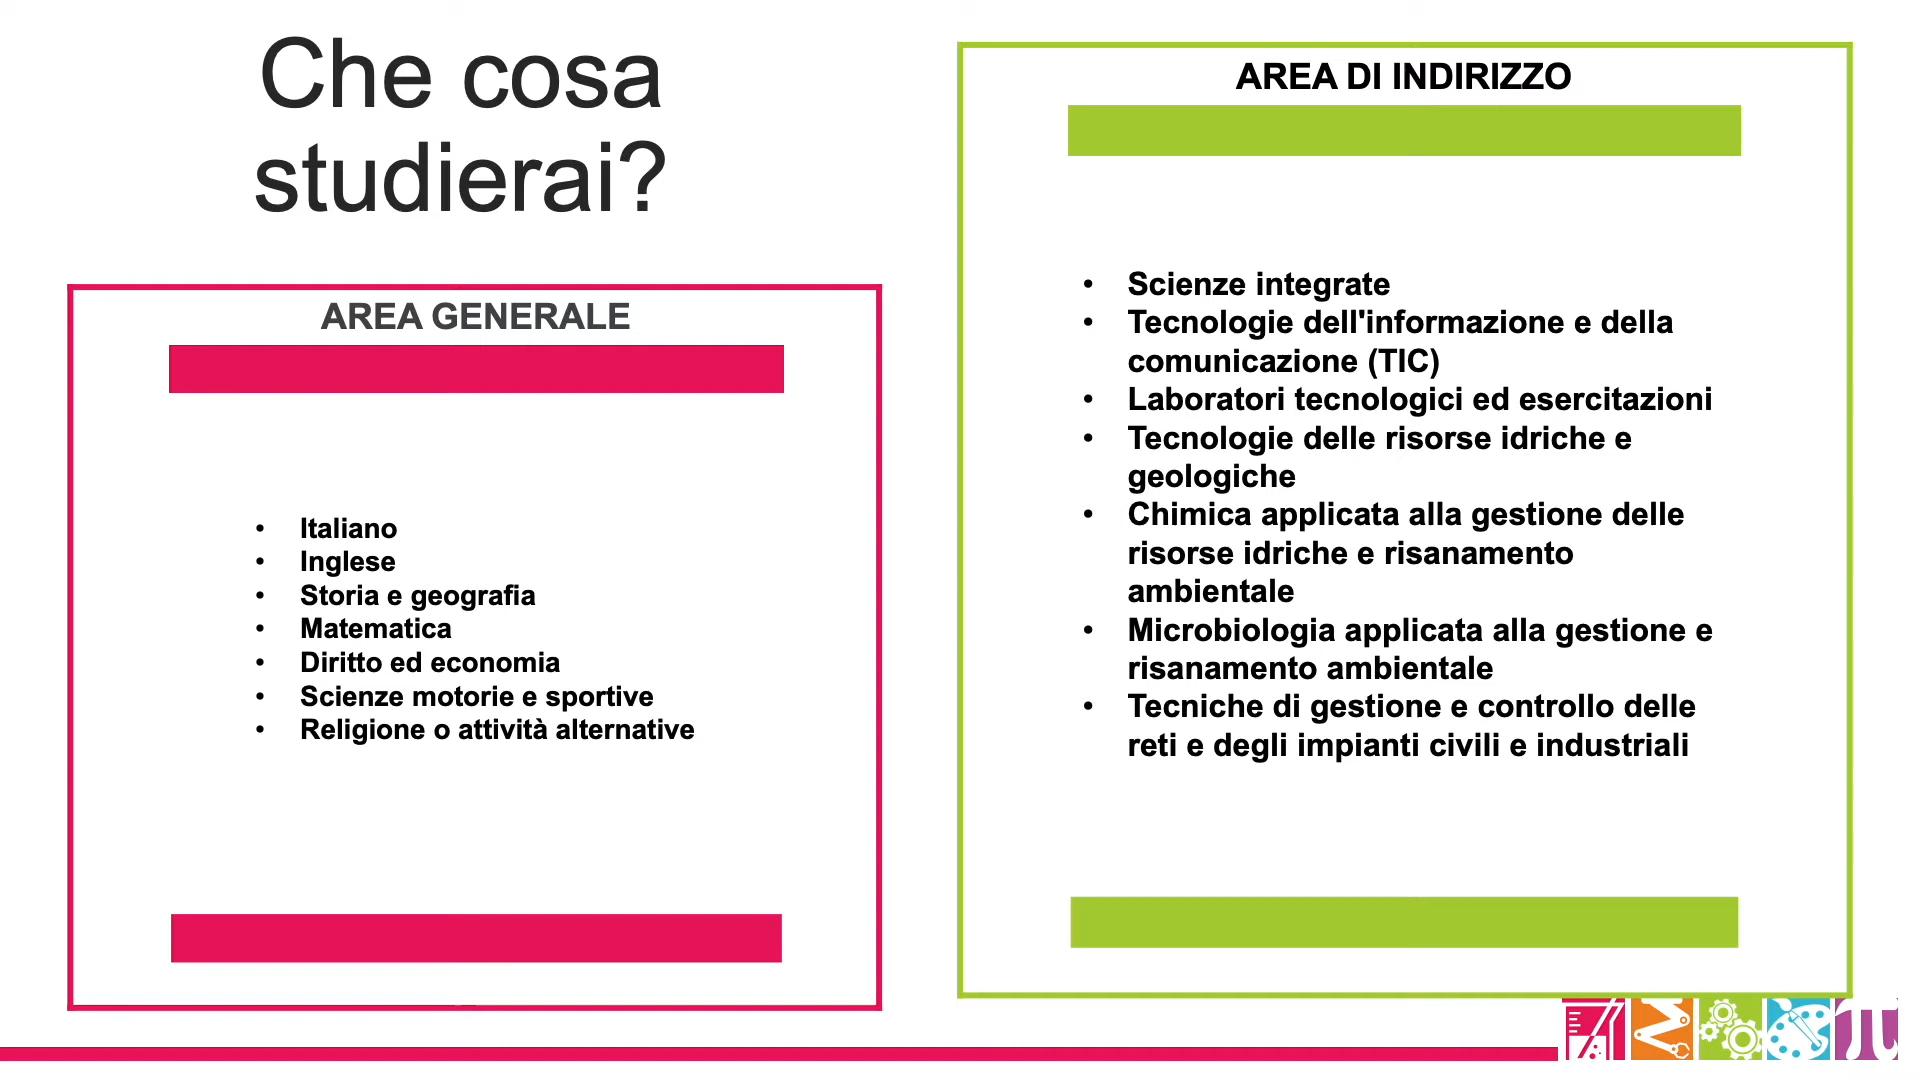 Che cosa
studierai?
AREA GENERALE
• Italiano
• Inglese
• Storia e geografia
• Matematica
• Diritto ed economia
• Scienze motorie e sportive
• Religione o attività alternative
AREA DI INDIRIZZO
• Scienze integrate
• Tecnologie dell'informazione e della
comunicazione (TIC)
• Laboratori tecnologici ed esercitazioni
• Tecnologie delle risorse idriche e
geologiche
• Chimica applicata alla gestione delle
risorse idriche e risanamento
ambientale
• Microbiologia applicata alla gestione e
risanamento ambientale
• Tecniche di gestione e controllo delle
reti e degli impianti civili e industriali
π